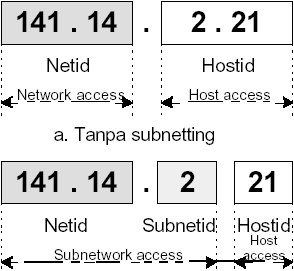 141 . 14 . 2 . 21
Netid Hostid
Network access Host access
a. Tanpa subnetting
141 . 14 . 2 21
Netid Subnetid Hostid
Subnetwork access Host access